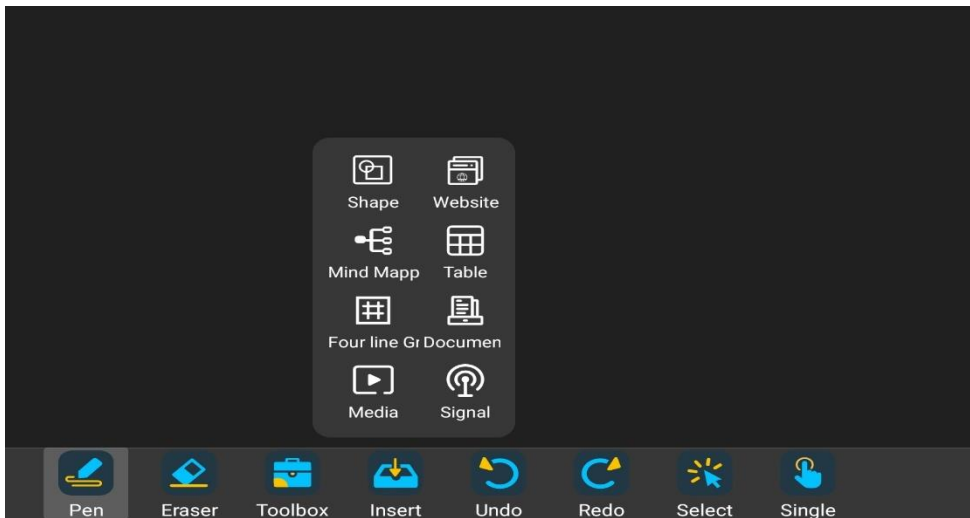 Shape Website
Mind Mapp Table
Four line Gr Documen
Media Signal
Pen Eraser Toolbox Insert Undo Redo Select Single